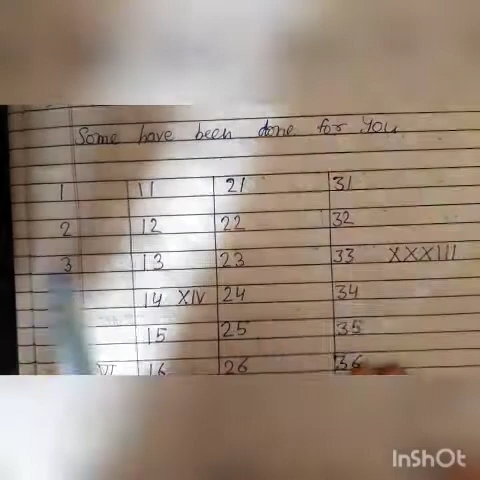 Some have been done for you
1 11 21 31
2 12 22 32
3 13 23 33 XXXIII
14 XIV 24 34
15 25 35
VI 16 26 36
InShOt